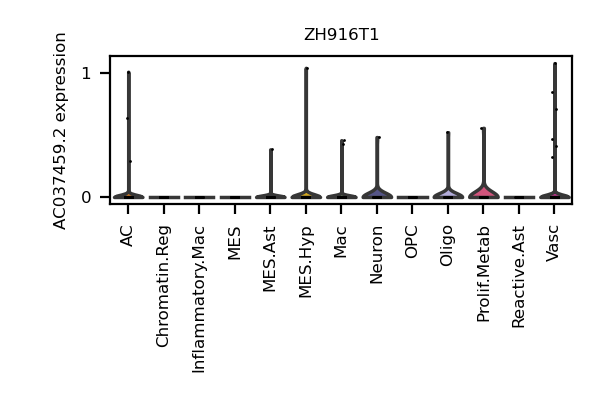 ZH916T1
AC037459.2 expression
1
0
AC
Chromatin.Reg
Inflammatory.Mac
MES
MES.Ast
MES.Hyp
Mac
Neuron
OPC
Oligo
Prolif.Metab
Reactive.Ast
Vasc